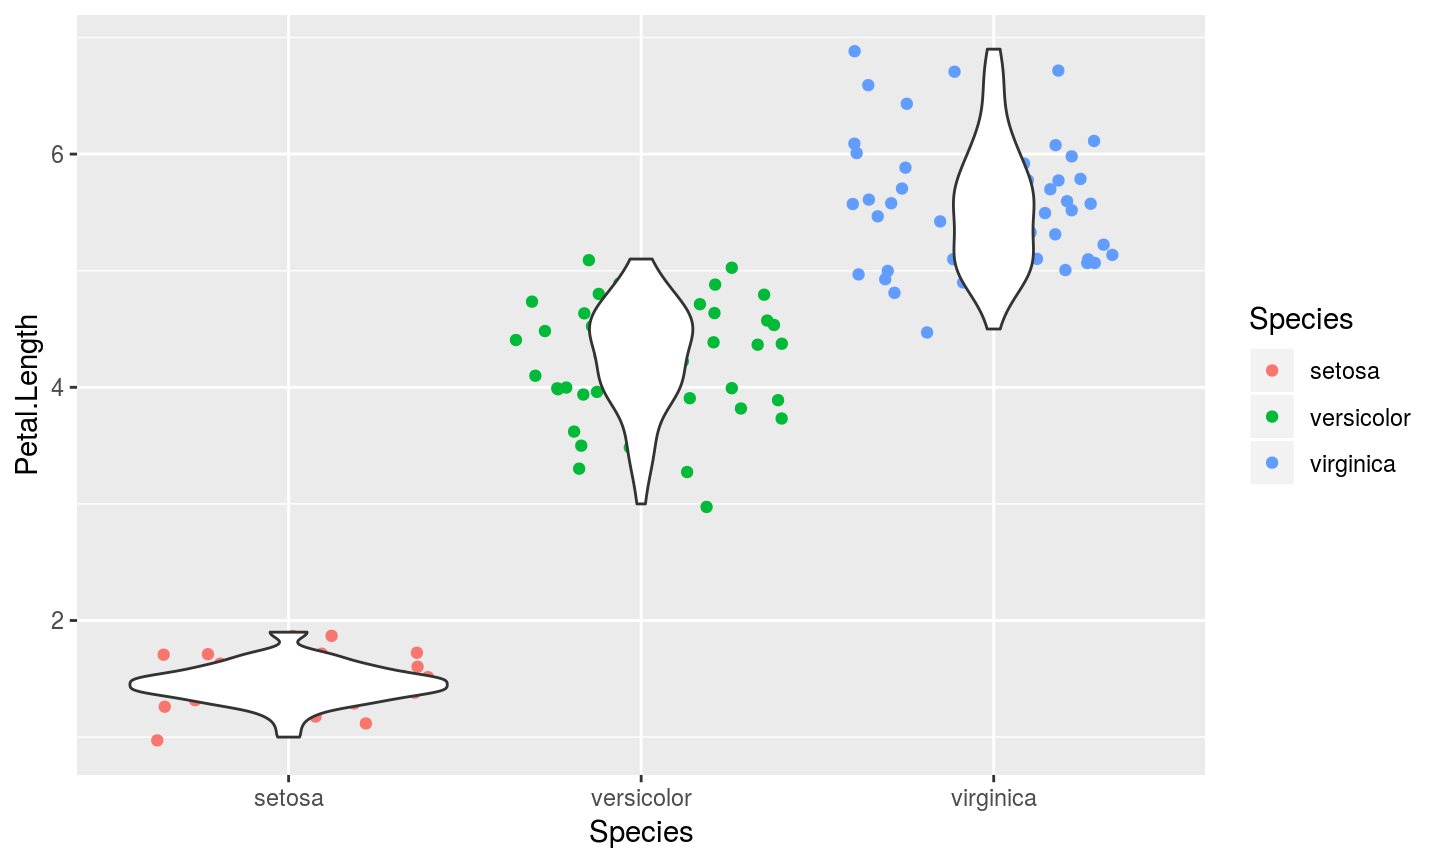 Petal.Length
6
4
2
setosa
versicolor
virginica
Species
Species
setosa
versicolor
virginica